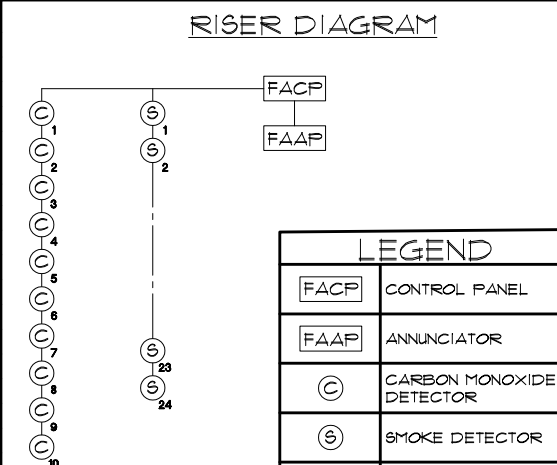 RISER DIAGRAM
FACP
FAAP
C 1
C 2
C 3
C 4
C 5
C 6
C 7
C 8
C 9
C 10
S 1
S 2
S 23
S 24
LEGEND
FACP CONTROL PANEL
FAAP ANNUNCIATOR
C CARBON MONOXIDE
DETECTOR
S SMOKE DETECTOR